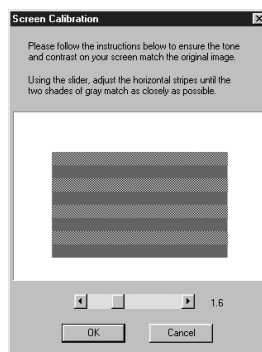 Screen Calibration
Please follow the instructions below to ensure the tone
and contrast on your screen match the original image.
Using the slider, adjust the horizontal stripes until the
two shades of gray match as closely as possible.
1.6
OK
Cancel